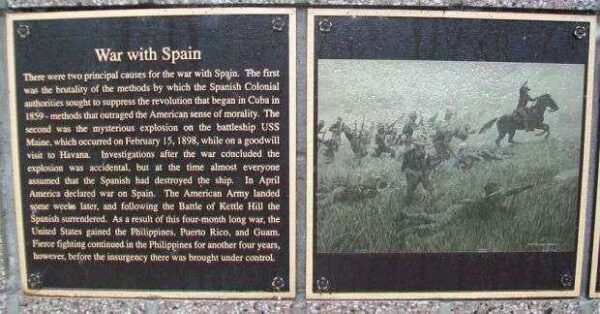 War with Spain
There were two principal causes for the war with Spain. The first
was the brutality of the methods by which the Spanish Colonial
authorities sought to suppress the revolution that began in Cuba in
1859 - methods that outraged the American sense of morality. The
second was the mysterious explosion on the battleship USS
Maine, which occurred on February 15, 1898, while on a goodwill
visit to Havana. Investigations after the war concluded the
explosion was accidental, but at the time almost everyone
assumed that the Spanish had destroyed the ship. In April
America declared war on Spain. The American Army landed
some weeks later, and following the Battle of Kettle Hill the
Spanish surrendered. As a result of this four-month long war, the
United States gained the Philippines, Puerto Rico, and Guam.
Fierce fighting continued in the Philippines for another four years,
however, before the insurgency there was brought under control.